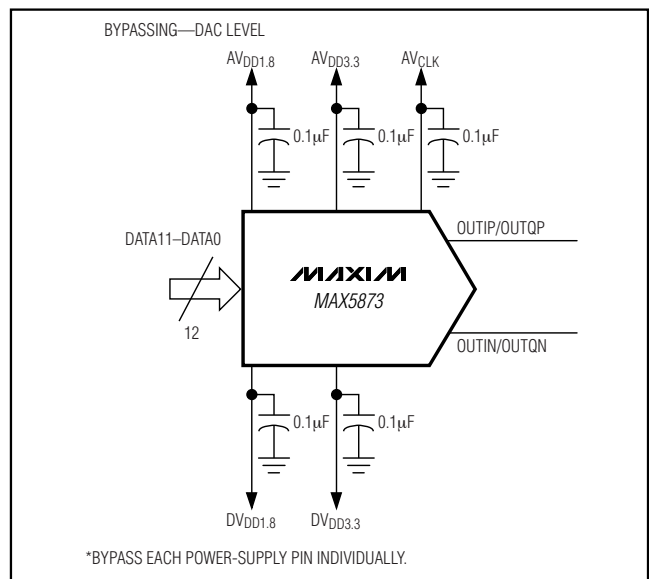 BYPASSING—DAC LEVEL
AVDD1.8 AVDD3.3 AVCLK
0.1µF 0.1µF 0.1µF
OUTIP/OUTQP
DATA11–DATA0
MAXIM
MAX5873
12
OUTIN/OUTQN
0.1µF 0.1µF
DVDD1.8 DVDD3.3
*BYPASS EACH POWER-SUPPLY PIN INDIVIDUALLY.